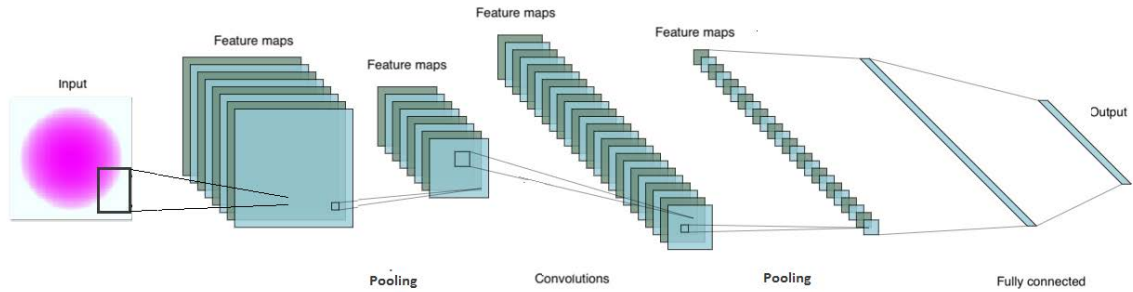 Input
Feature maps
Feature maps
Feature maps
Feature maps
Output
Pooling
Convolutions
Pooling
Fully connected